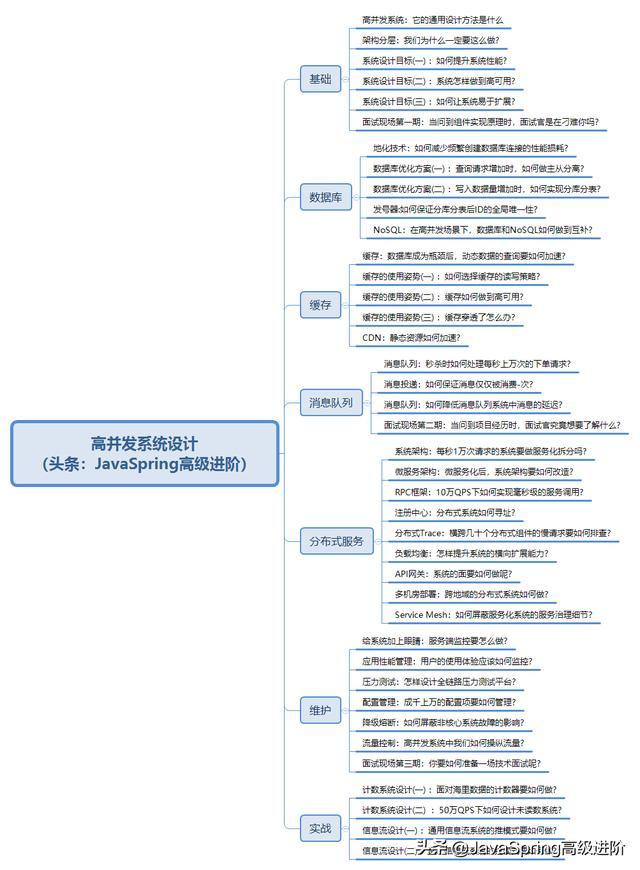 高并发系统设计
（头条：JavaSpring高级进阶）
基础
高并发系统：它的通用设计方法是什么
架构分层：我们为什么一定要这么做?
系统设计目标(一)：如何提升系统性能?
系统设计目标(二)：系统怎样做到高可用?
系统设计目标(三)：如何让系统易于扩展?
面试现场第一期：当问到组件实现原理时，面试官是在刁难你吗?
数据库
地化技术：如何减少频繁创建数据库连接的性能损耗?
数据库优化方案(一)：查询请求增加时，如何做主从分离?
数据库优化方案(二)：写入数据量增加时，如何实现分库分表?
发号器:如何保证分库分表后ID的全局唯一性?
NoSQL：在高并发场景下，数据库和NoSQL如何做到互补?
缓存
缓存：数据库成为瓶颈后，动态数据的查询要如何加速?
缓存的使用姿势(一)：如何选择缓存的读写策略?
缓存的使用姿势(二)：缓存如何做到高可用?
缓存的使用姿势(三)：缓存穿透了怎么办?
CDN：静态资源如何加速?
消息队列
消息队列：秒杀时如何处理每秒上万次的下单请求?
消息投递：如何保证消息仅仅被消费-次?
消息队列：如何降低消息队列系统中消息的延迟?
面试现场第二期：当问到项目经历时，面试官究竟想要了解什么?
分布式服务
系统架构：每秒1万次请求的系统要做服务化拆分吗?
微服务架构：微服务化后，系统架构要如何改造?
RPC框架：10万QPS下如何实现毫秒级的服务调用?
注册中心：分布式系统如何寻址?
分布式Trace：横跨几十个分布式组件的慢请求要如何排查?
负载均衡：怎样提升系统的横向扩展能力?
API网关：系统的面要如何做呢?
多机房部署：跨地域的分布式系统如何做?
Service Mesh：如何屏蔽服务化系统的服务治理细节?
维护
给系统加上眼睛：服务端监控要怎么做?
应用性能管理：用户的使用体验应该如何监控?
压力测试：怎样设计全链路压力测试平台?
配置管理：成千上万的配置项要如何管理?
降级熔断：如何屏蔽非核心系统故障的影响?
流量控制：高并发系统中我们如何操纵流量?
面试现场第三期：你要如何准备一场技术面试呢?
实战
计数系统设计(一)：面对海里数据的计数器要如何做?
计数系统设计(二)：50万QPS下如何设计未读数系统?
信息流设计(一)：通用信息流系统的推模式要如何做?
信息流设计(二)
头条 @JavaSpring高级进阶